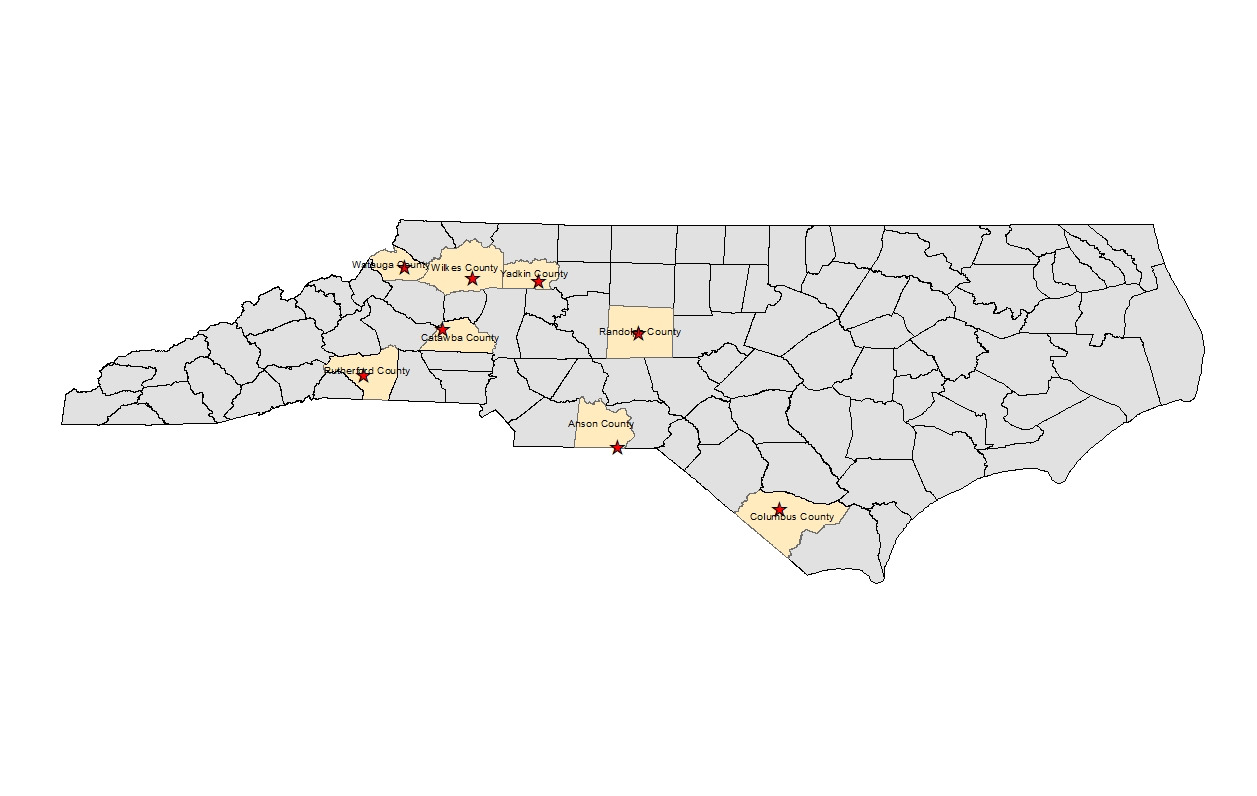 Watauga County
Wilkes County
Yadkin County
Randolph County
Catawba County
Rutherford County
Anson County
Columbus County